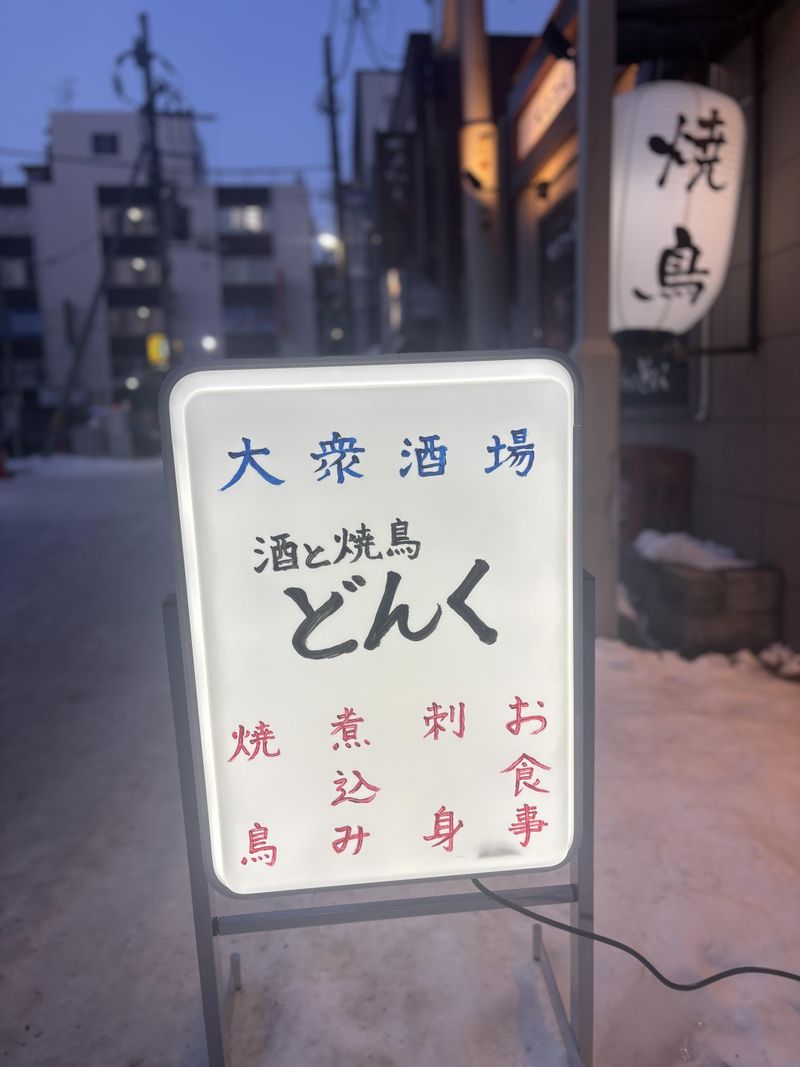 焼鳥
大衆酒場
酒と焼鳥
どんく
お食事
刺身
煮込み
焼鳥